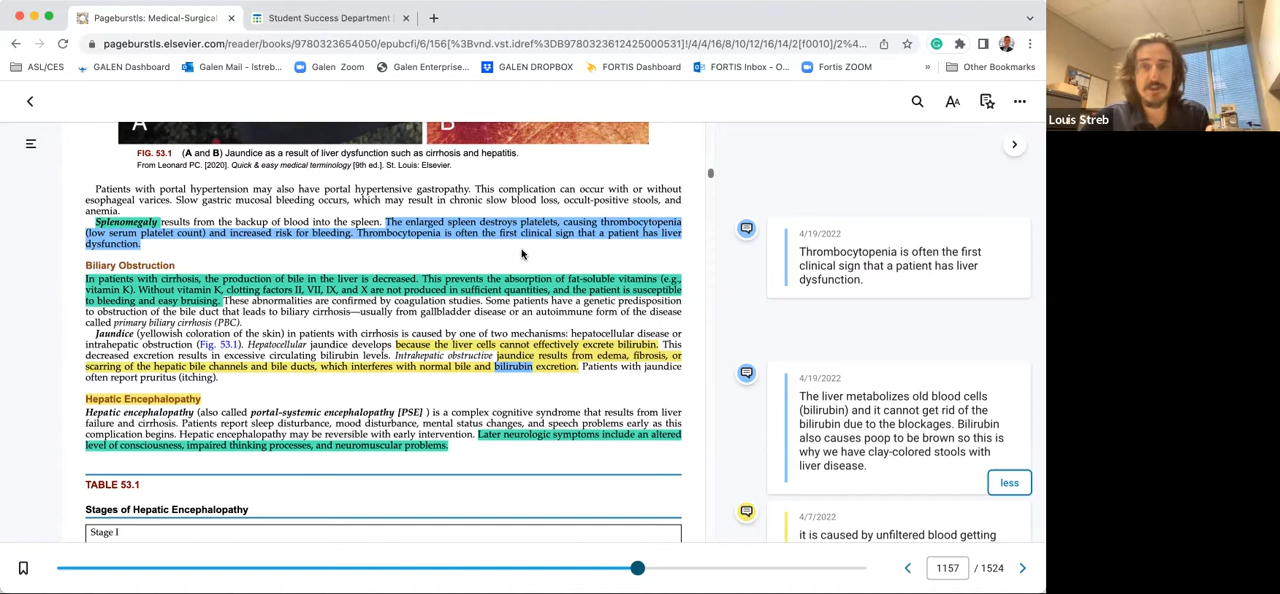 Pageburstls: Medical-Surgical
Student Success Department |
pageburstls.elsevier.com/reader/books/9780323654050/epubcfi/6/156[%3Bvnd.vst.idref%3DB9780323612425000531]!/4/4/16/8/10/12/16/14/2[f0010]/2%4...
ASL/CES
GALEN Dashboard
Galen Mail - lstreb...
Galen Zoom
Galen Enterprise...
GALEN DROPBOX
FORTIS Dashboard
FORTIS Inbox - O...
Fortis ZOOM
»
Other Bookmarks
Louis Streb
AA
A
B
FIG. 53.1 (A and B) Jaundice as a result of liver dysfunction such as cirrhosis and hepatitis.
From Leonard PC. [2020]. Quick & easy medical terminology [9th ed.]. St. Louis: Elsevier.
Patients with portal hypertension may also have portal hypertensive gastropathy. This complication can occur with or without
esophageal varices. Slow gastric mucosal bleeding occurs, which may result in chronic slow blood loss, occult-positive stools, and
anemia.
Splenomegaly results from the backup of blood into the spleen. The enlarged spleen destroys platelets, causing thrombocytopenia
(low serum platelet count) and increased risk for bleeding. Thrombocytopenia is often the first clinical sign that a patient has liver
dysfunction.
Biliary Obstruction
In patients with cirrhosis, the production of bile in the liver is decreased. This prevents the absorption of fat-soluble vitamins (e.g.,
vitamin K). Without vitamin K, clotting factors II, VII, IX, and X are not produced in sufficient quantities, and the patient is susceptible
to bleeding and easy bruising. These abnormalities are confirmed by coagulation studies. Some patients have a genetic predisposition
to obstruction of the bile duct that leads to biliary cirrhosis—usually from gallbladder disease or an autoimmune form of the disease
called primary biliary cirrhosis (PBC).
Jaundice (yellowish coloration of the skin) in patients with cirrhosis is caused by one of two mechanisms: hepatocellular disease or
intrahepatic obstruction (Fig. 53.1). Hepatocellular jaundice develops because the liver cells cannot effectively excrete bilirubin. This
decreased excretion results in excessive circulating bilirubin levels. Intrahepatic obstructive jaundice results from edema, fibrosis, or
scarring of the hepatic bile channels and bile ducts, which interferes with normal bile and bilirubin excretion. Patients with jaundice
often report pruritus (itching).
Hepatic Encephalopathy
Hepatic encephalopathy (also called portal-systemic encephalopathy [PSE] ) is a complex cognitive syndrome that results from liver
failure and cirrhosis. Patients report sleep disturbance, mood disturbance, mental status changes, and speech problems early as this
complication begins. Hepatic encephalopathy may be reversible with early intervention. Later neurologic symptoms include an altered
level of consciousness, impaired thinking processes, and neuromuscular problems.
TABLE 53.1
Stages of Hepatic Encephalopathy
Stage I
4/19/2022
Thrombocytopenia is often the first
clinical sign that a patient has liver
dysfunction.
4/19/2022
The liver metabolizes old blood cells
(bilirubin) and it cannot get rid of the
bilirubin due to the blockages. Bilirubin
also causes poop to be brown so this is
why we have clay-colored stools with
liver disease.
less
4/7/2022
it is caused by unfiltered blood getting
1157 / 1524